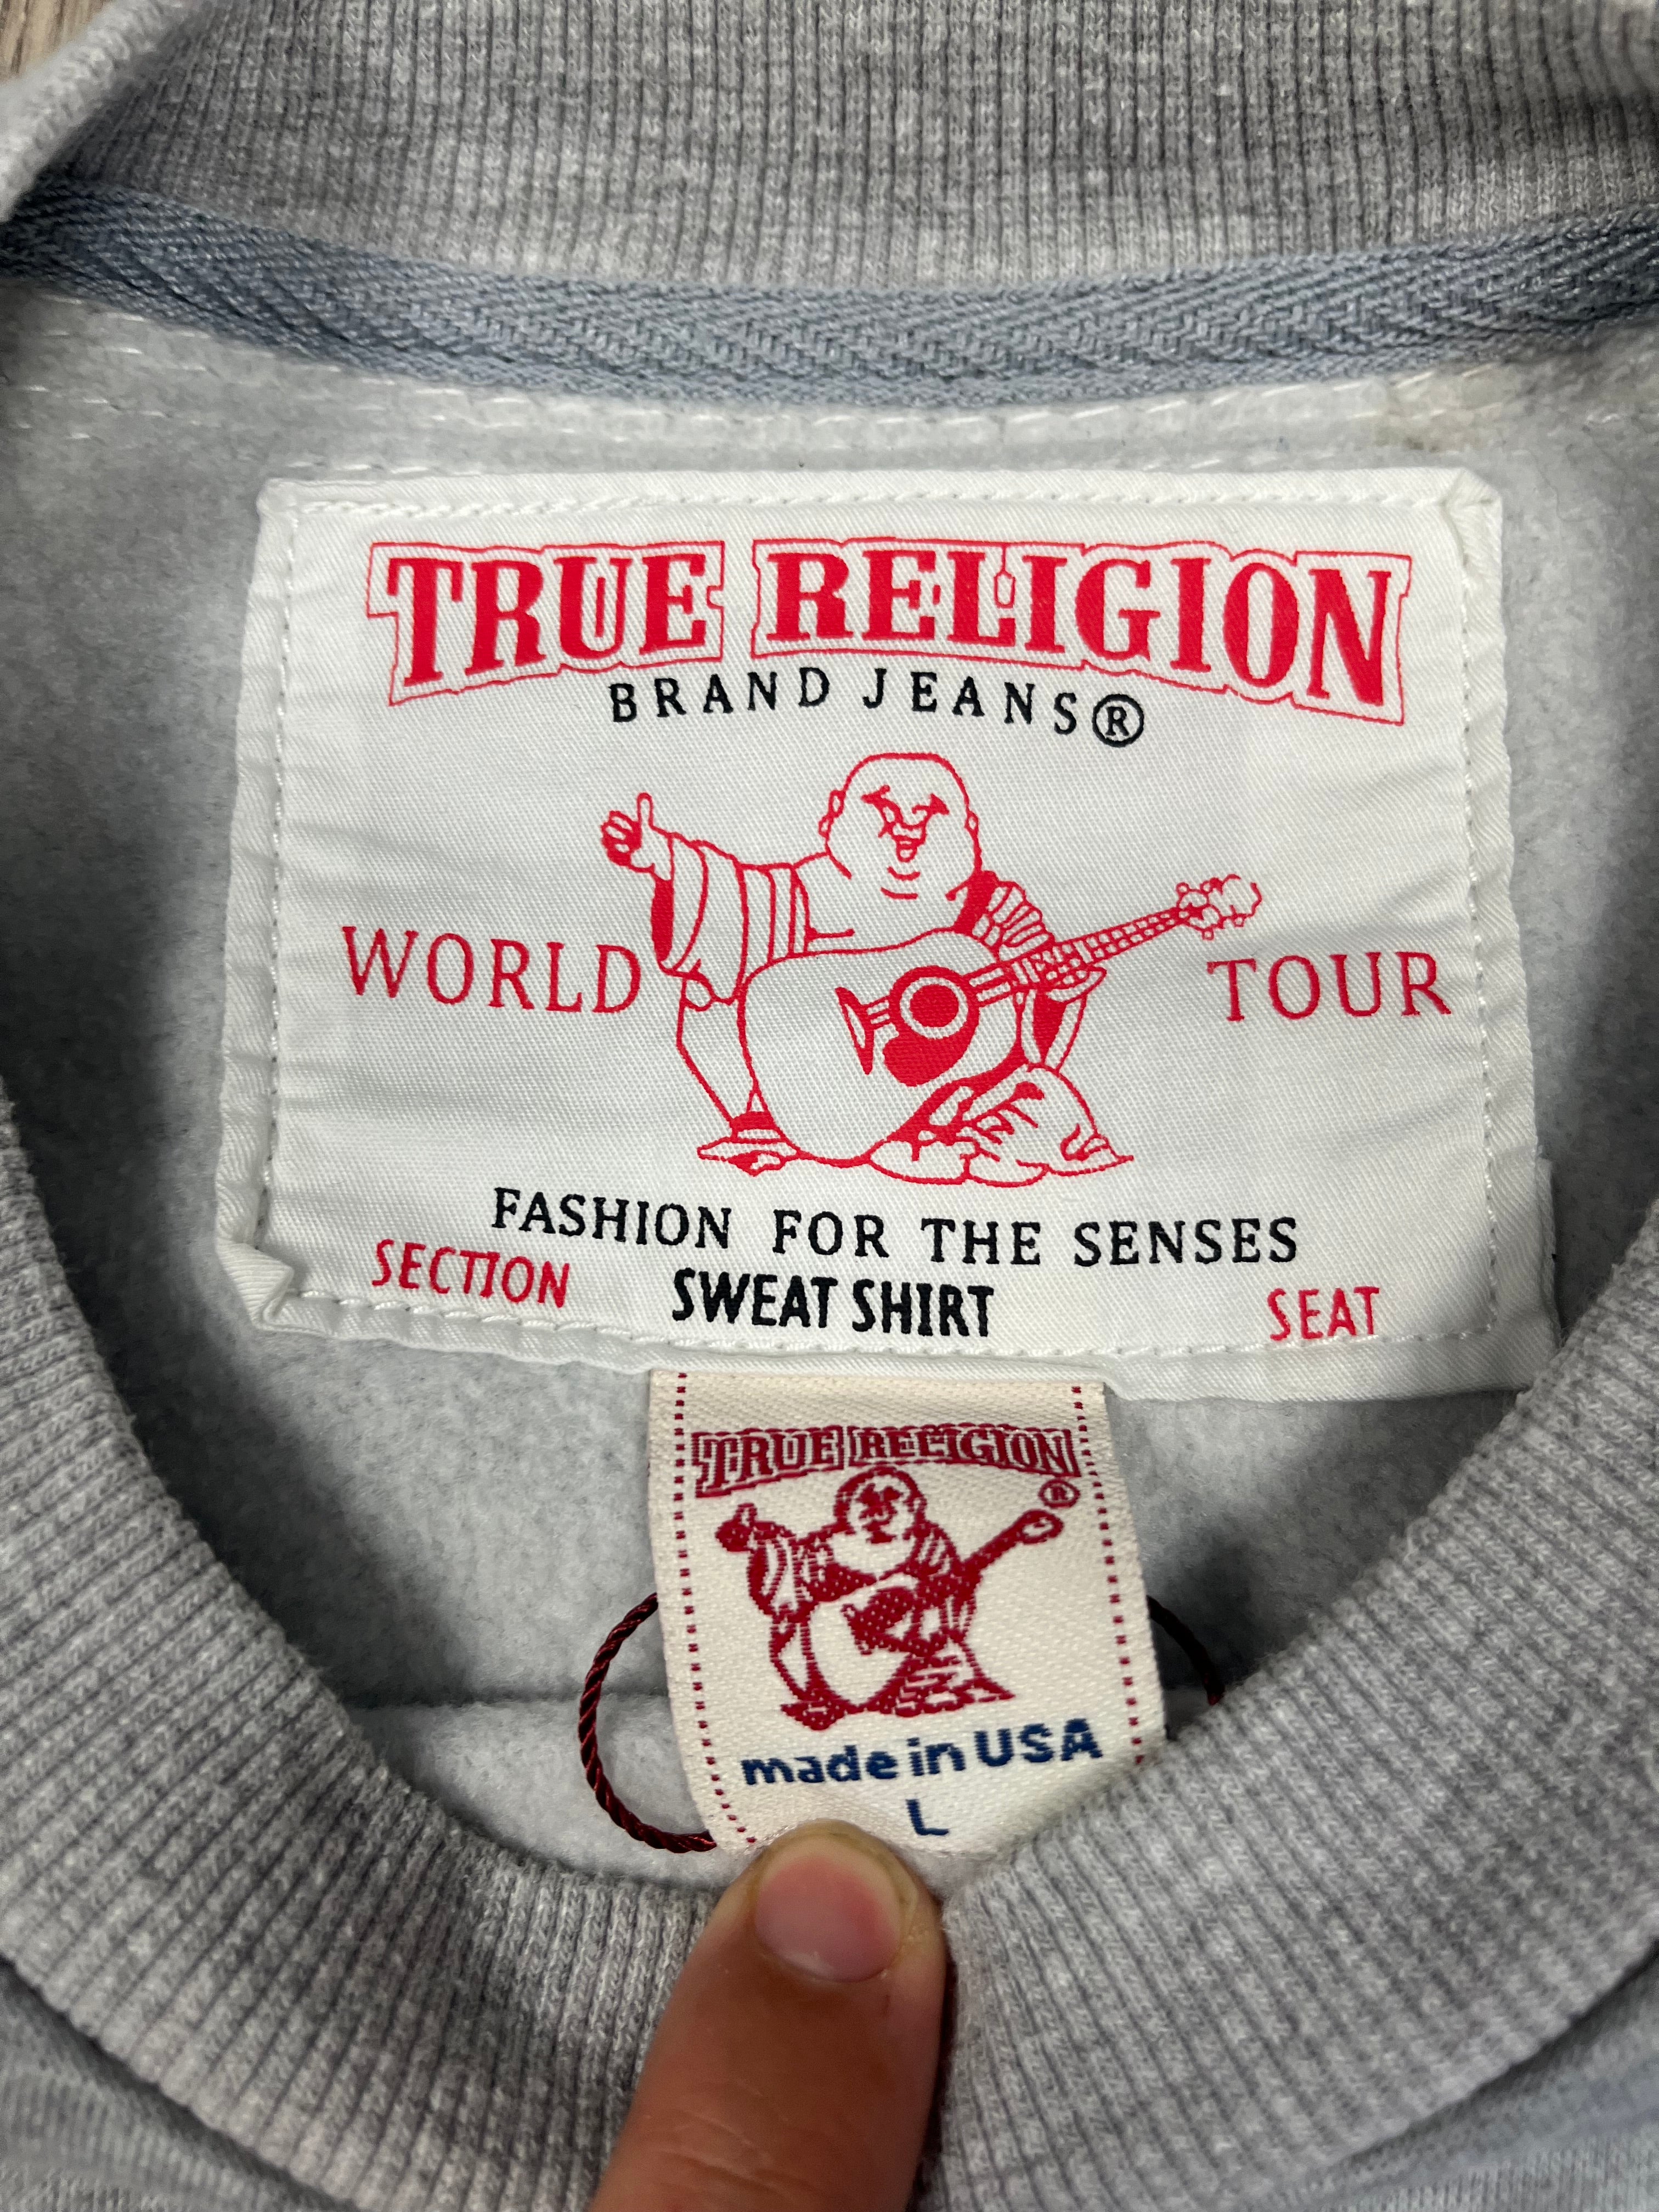 TRUE RELIGION
BRAND JEANS®
WORLD TOUR
FASHION FOR THE SENSES
SECTION SWEAT SHIRT SEAT
TRUE RELIGION
®
made in USA
L